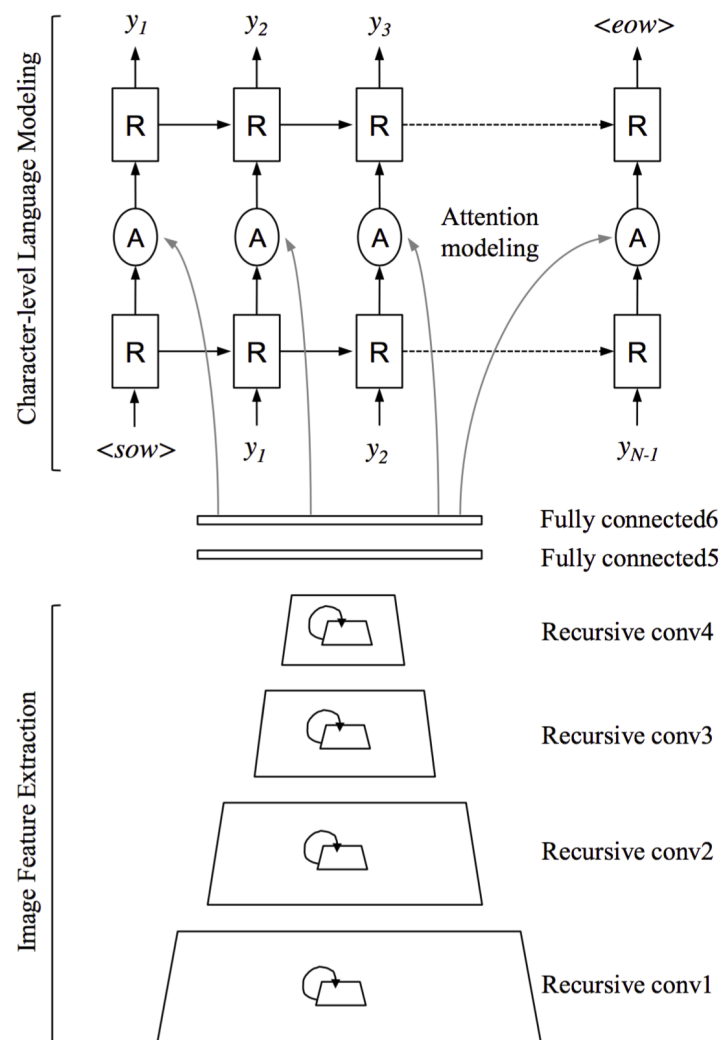 Character-level Language Modeling
y1 y2 y3 <eow>
R R R R
A A A Attention modeling A
R R R R
<sow> y1 y2 yN-1
Fully connected6
Fully connected5
Image Feature Extraction
Recursive conv4
Recursive conv3
Recursive conv2
Recursive conv1